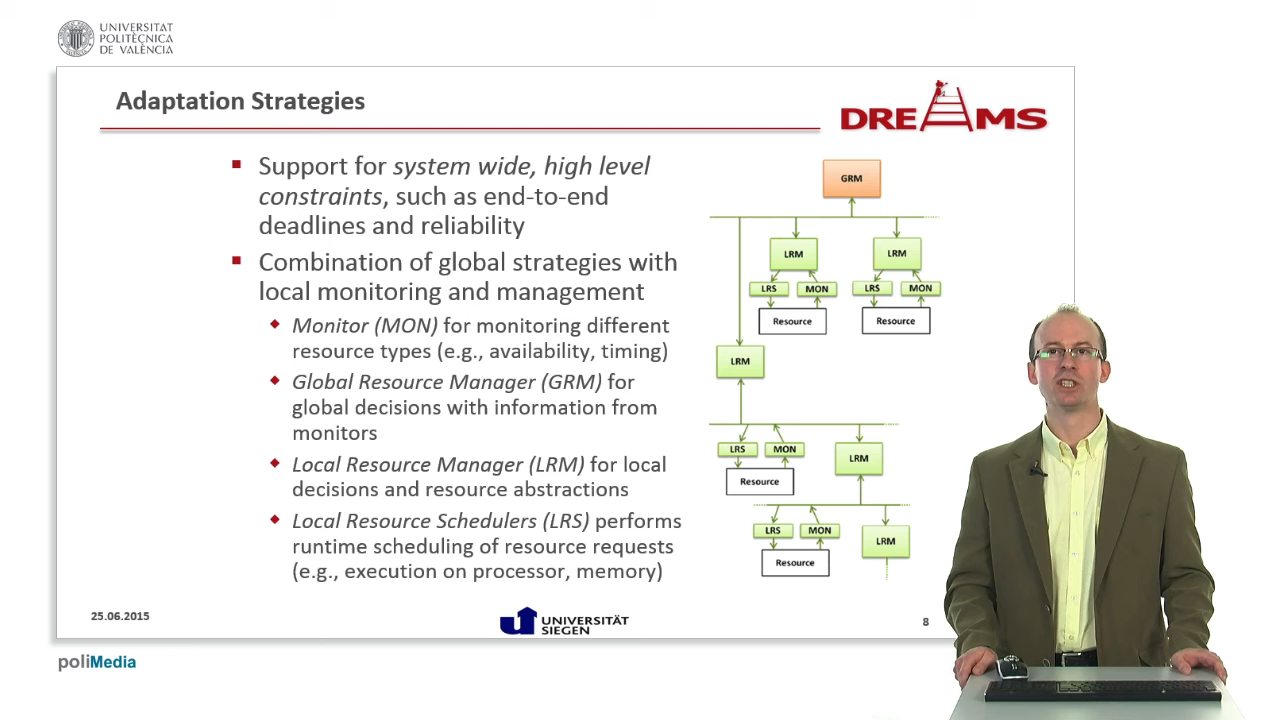 UNIVERSITAT
POLITÈCNICA
DE VALÈNCIA
Adaptation Strategies
DREAMS
Support for system wide, high level
constraints, such as end-to-end
deadlines and reliability
Combination of global strategies with
local monitoring and management
Monitor (MON) for monitoring different
resource types (e.g., availability, timing)
Global Resource Manager (GRM) for
global decisions with information from
monitors
Local Resource Manager (LRM) for local
decisions and resource abstractions
Local Resource Schedulers (LRS) performs
runtime scheduling of resource requests
(e.g., execution on processor, memory)
GRM
LRM LRM
LRS MON LRS MON
Resource Resource
LRM
LRS MON LRM
Resource
LRS MON LRM
Resource
25.06.2015
UNIVERSITÄT
SIEGEN
8
poliMedia